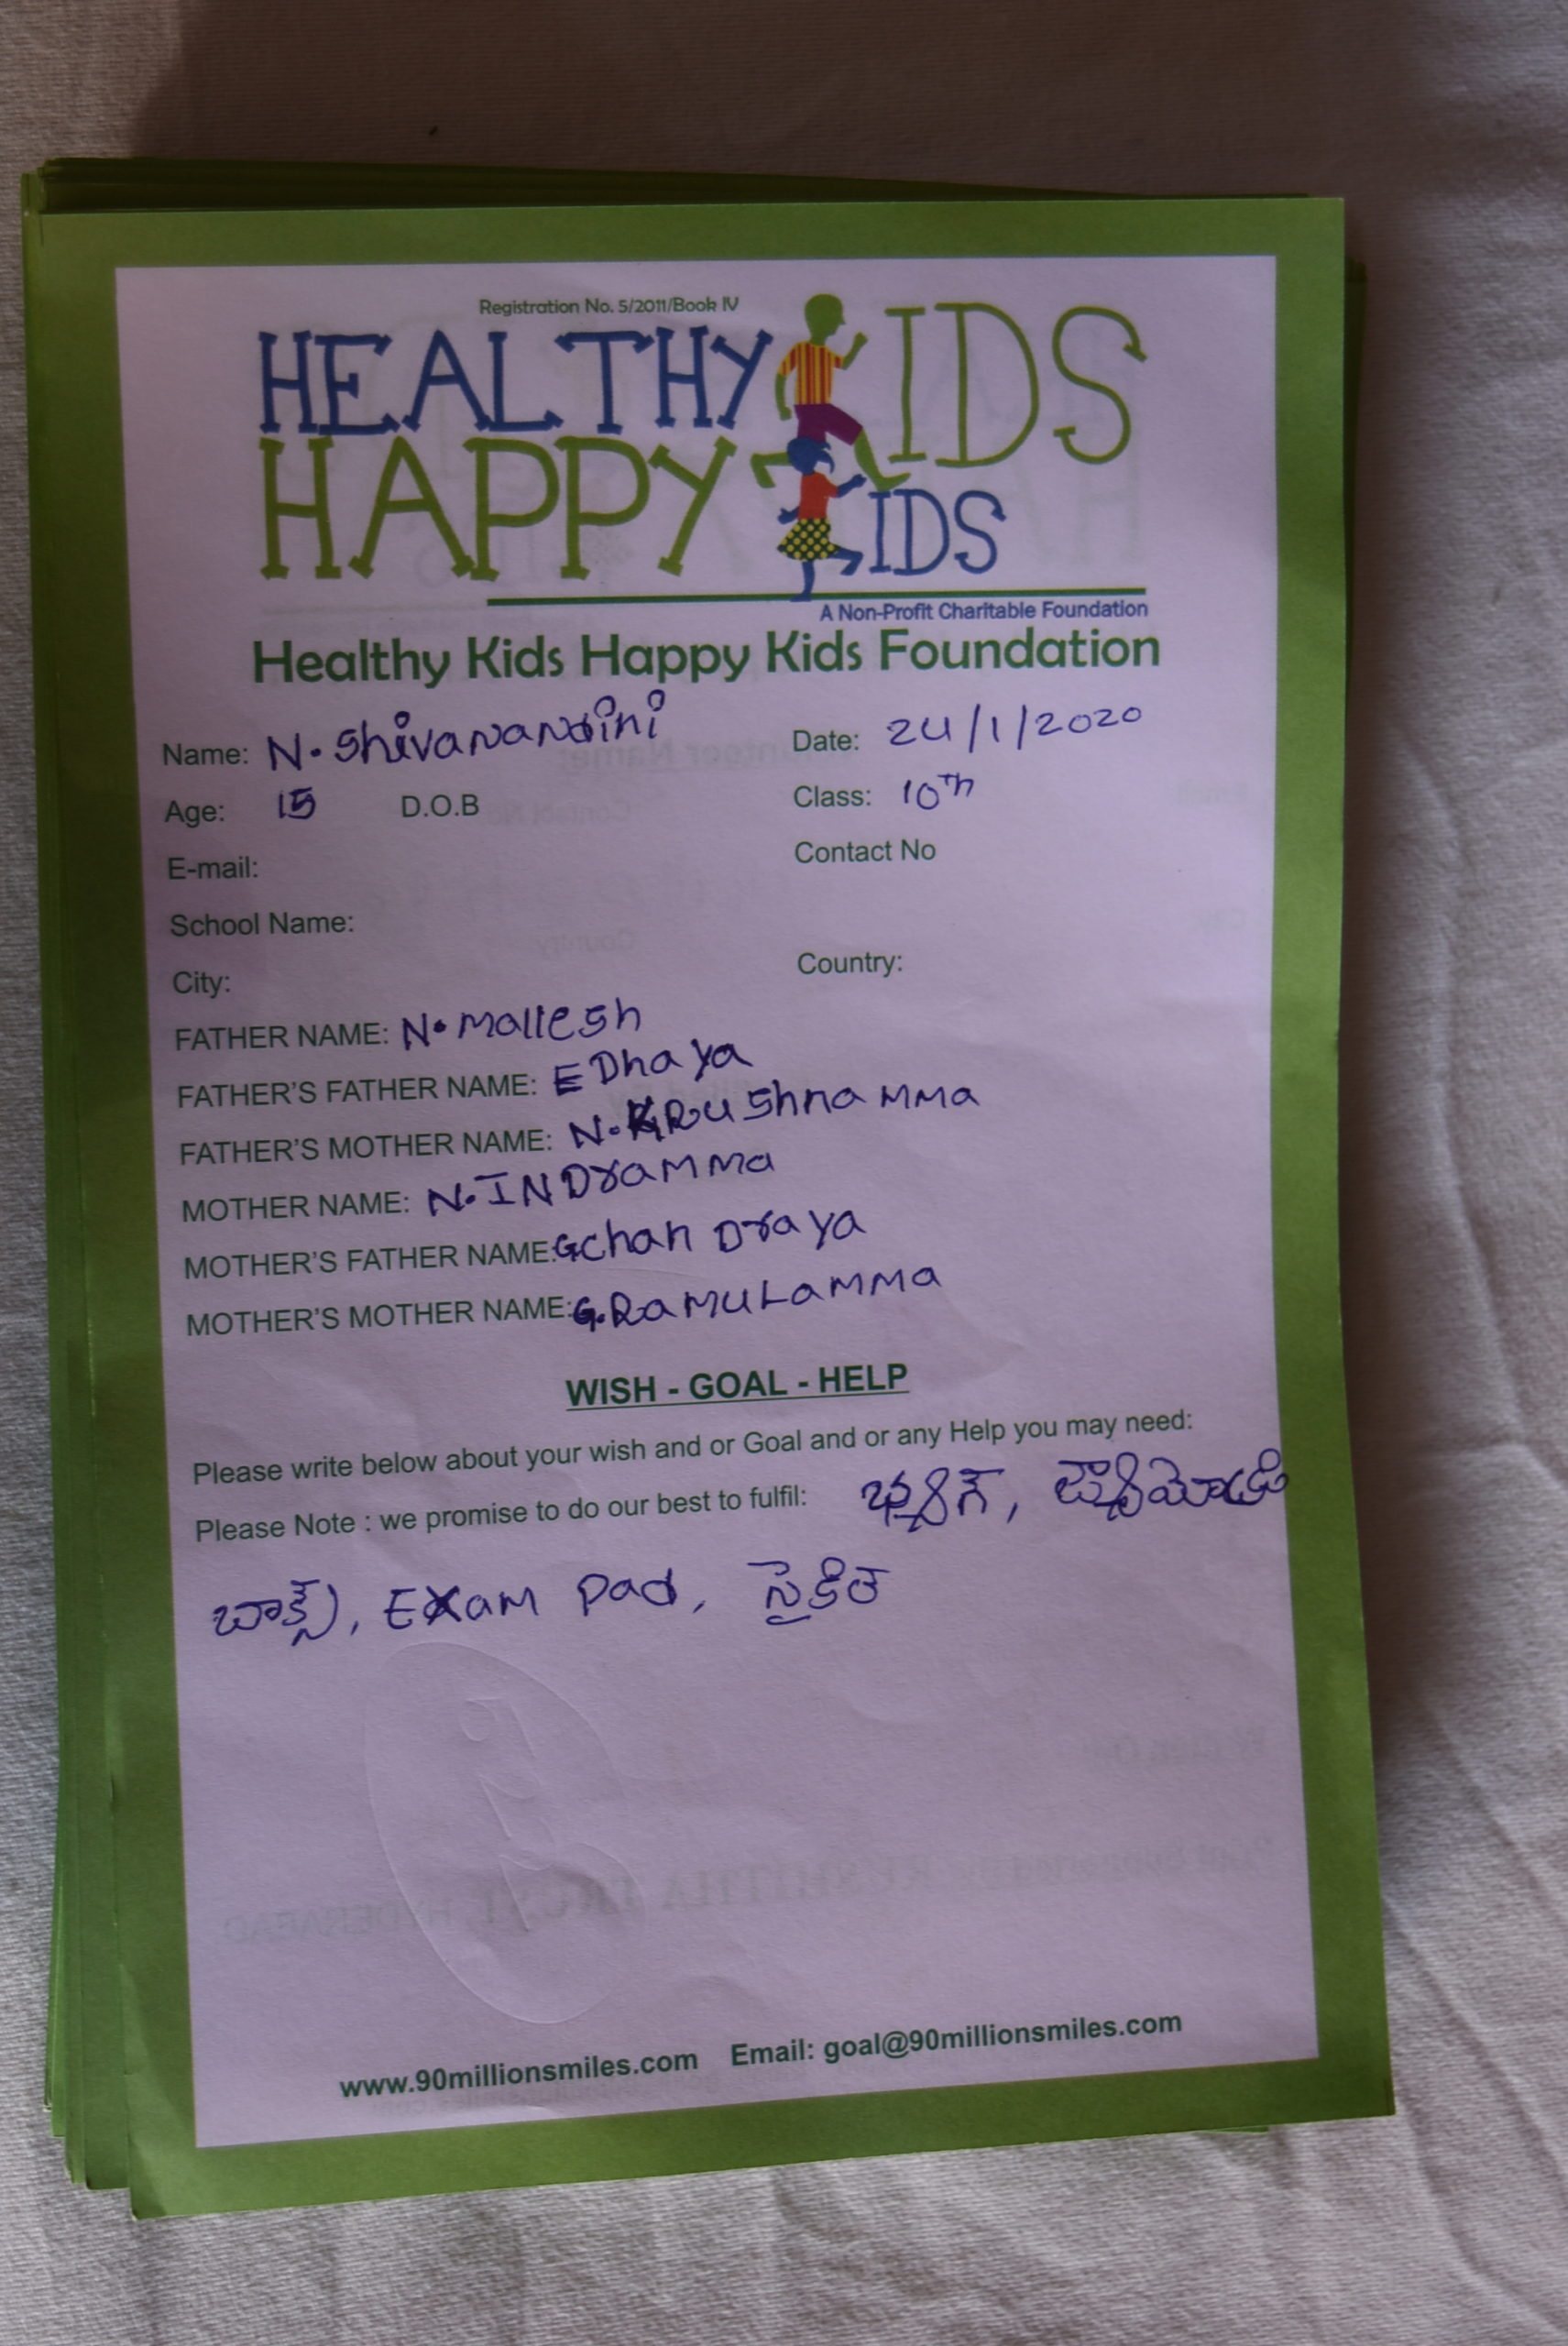 Registration No. 5/2011/Book IV
HEALTHY KIDS
HAPPY KIDS
A Non-Profit Charitable Foundation
Healthy Kids Happy Kids Foundation
Name: N. Shivanandini Date: 24/1/2020
Age: 15 D.O.B Class: 10th
E-mail: Contact No
School Name:
City: Country:
FATHER NAME: N. Mallesh
FATHER'S FATHER NAME: EDhaya
FATHER'S MOTHER NAME: N. KRushnamma
MOTHER NAME: N. INDramma
MOTHER'S FATHER NAME: G chanDraya
MOTHER'S MOTHER NAME: G. RamuLamma
WISH - GOAL - HELP
Please write below about your wish and or Goal and or any Help you may need:
Please Note : we promise to do our best to fulfil:
బాక్స్, Exam pad, సైకిల
www.90millionsmiles.com Email: goal@90millionsmiles.com